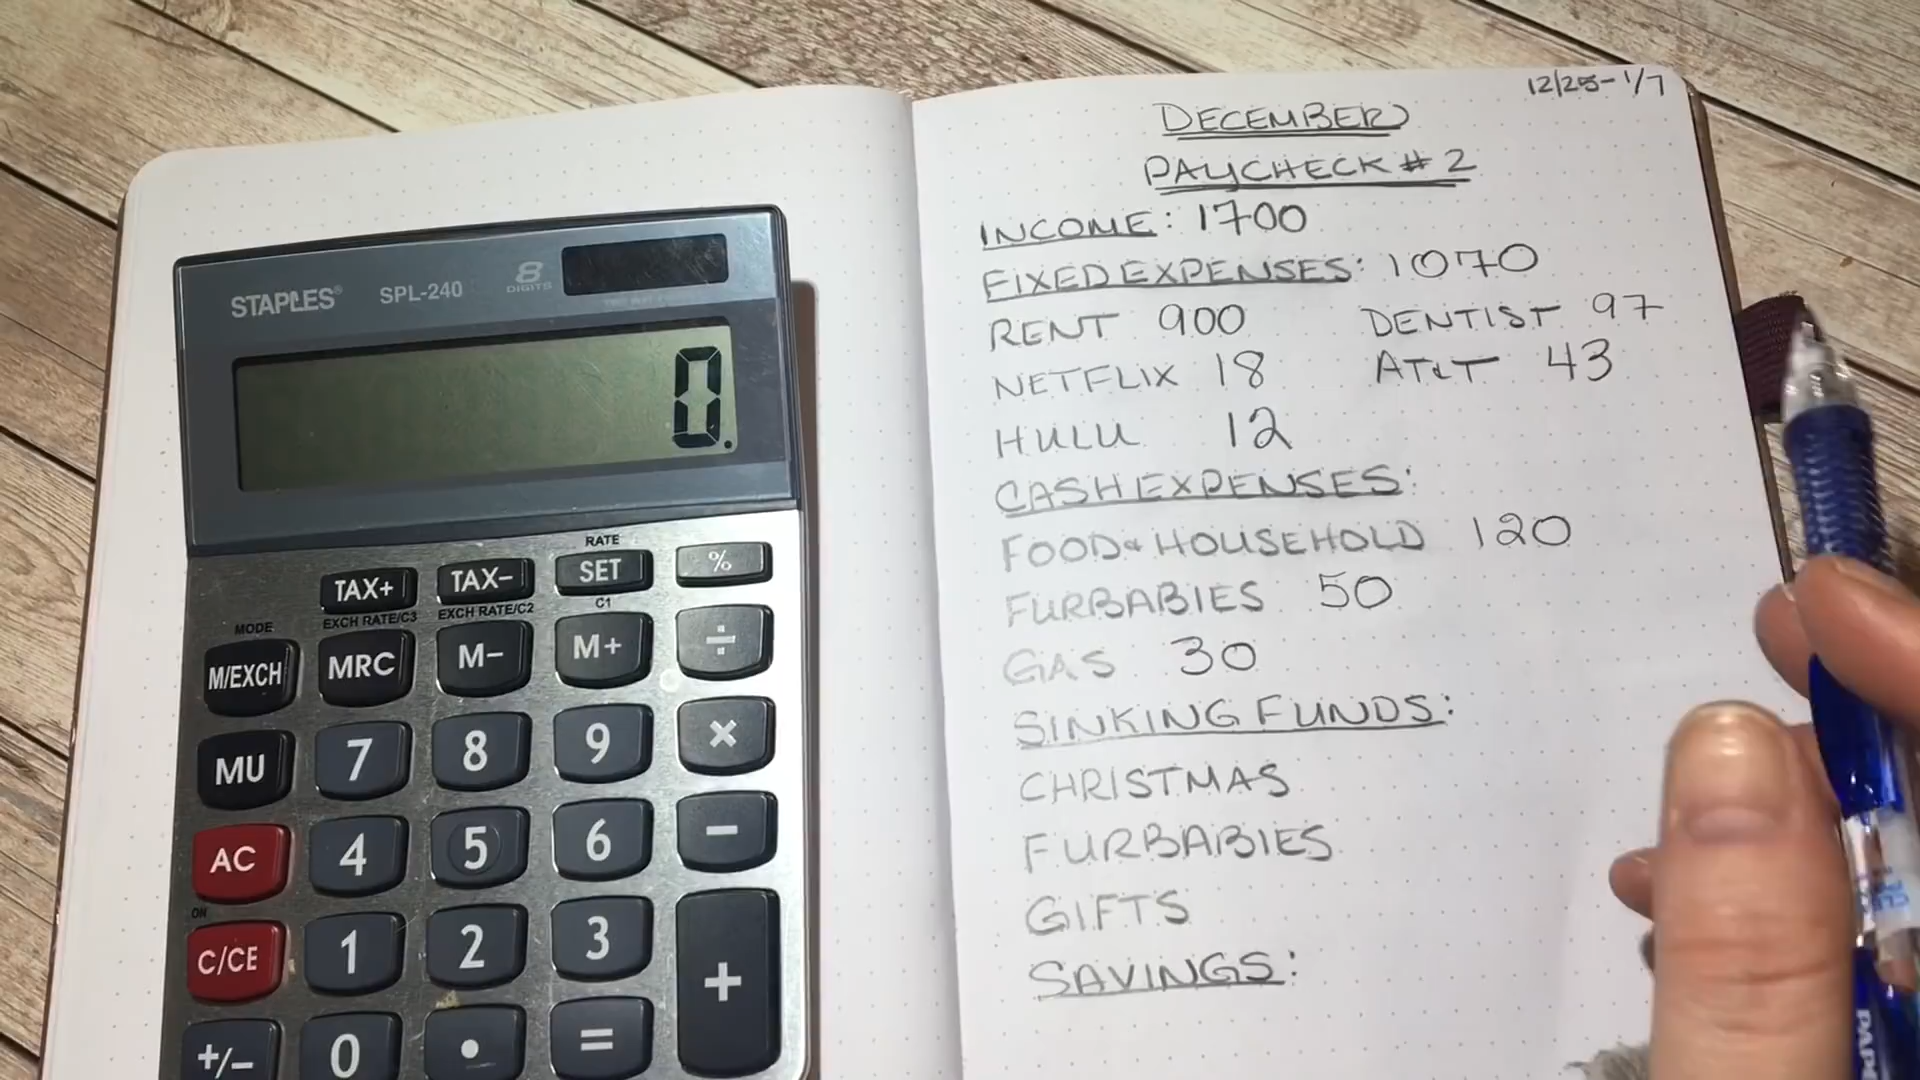 STAPLES® SPL-240 8 DIGITS
0.
RATE
TAX+ TAX− SET %
EXCH RATE/C3 EXCH RATE/C2 C1
MODE
M/EXCH MRC M− M+ ÷
MU 7 8 9 ×
AC 4 5 6 −
ON
C/CE 1 2 3 +
+/− 0 • =
12/25-1/7
DECEMBER
PAYCHECK #2
INCOME: 1700
FIXED EXPENSES: 1070
RENT 900 DENTIST 97
NETFLIX 18 AT&T 43
HULU 12
CASH EXPENSES:
FOOD & HOUSEHOLD 120
FURBABIES 50
GAS 30
SINKING FUNDS:
CHRISTMAS
FURBABIES
GIFTS
SAVINGS: